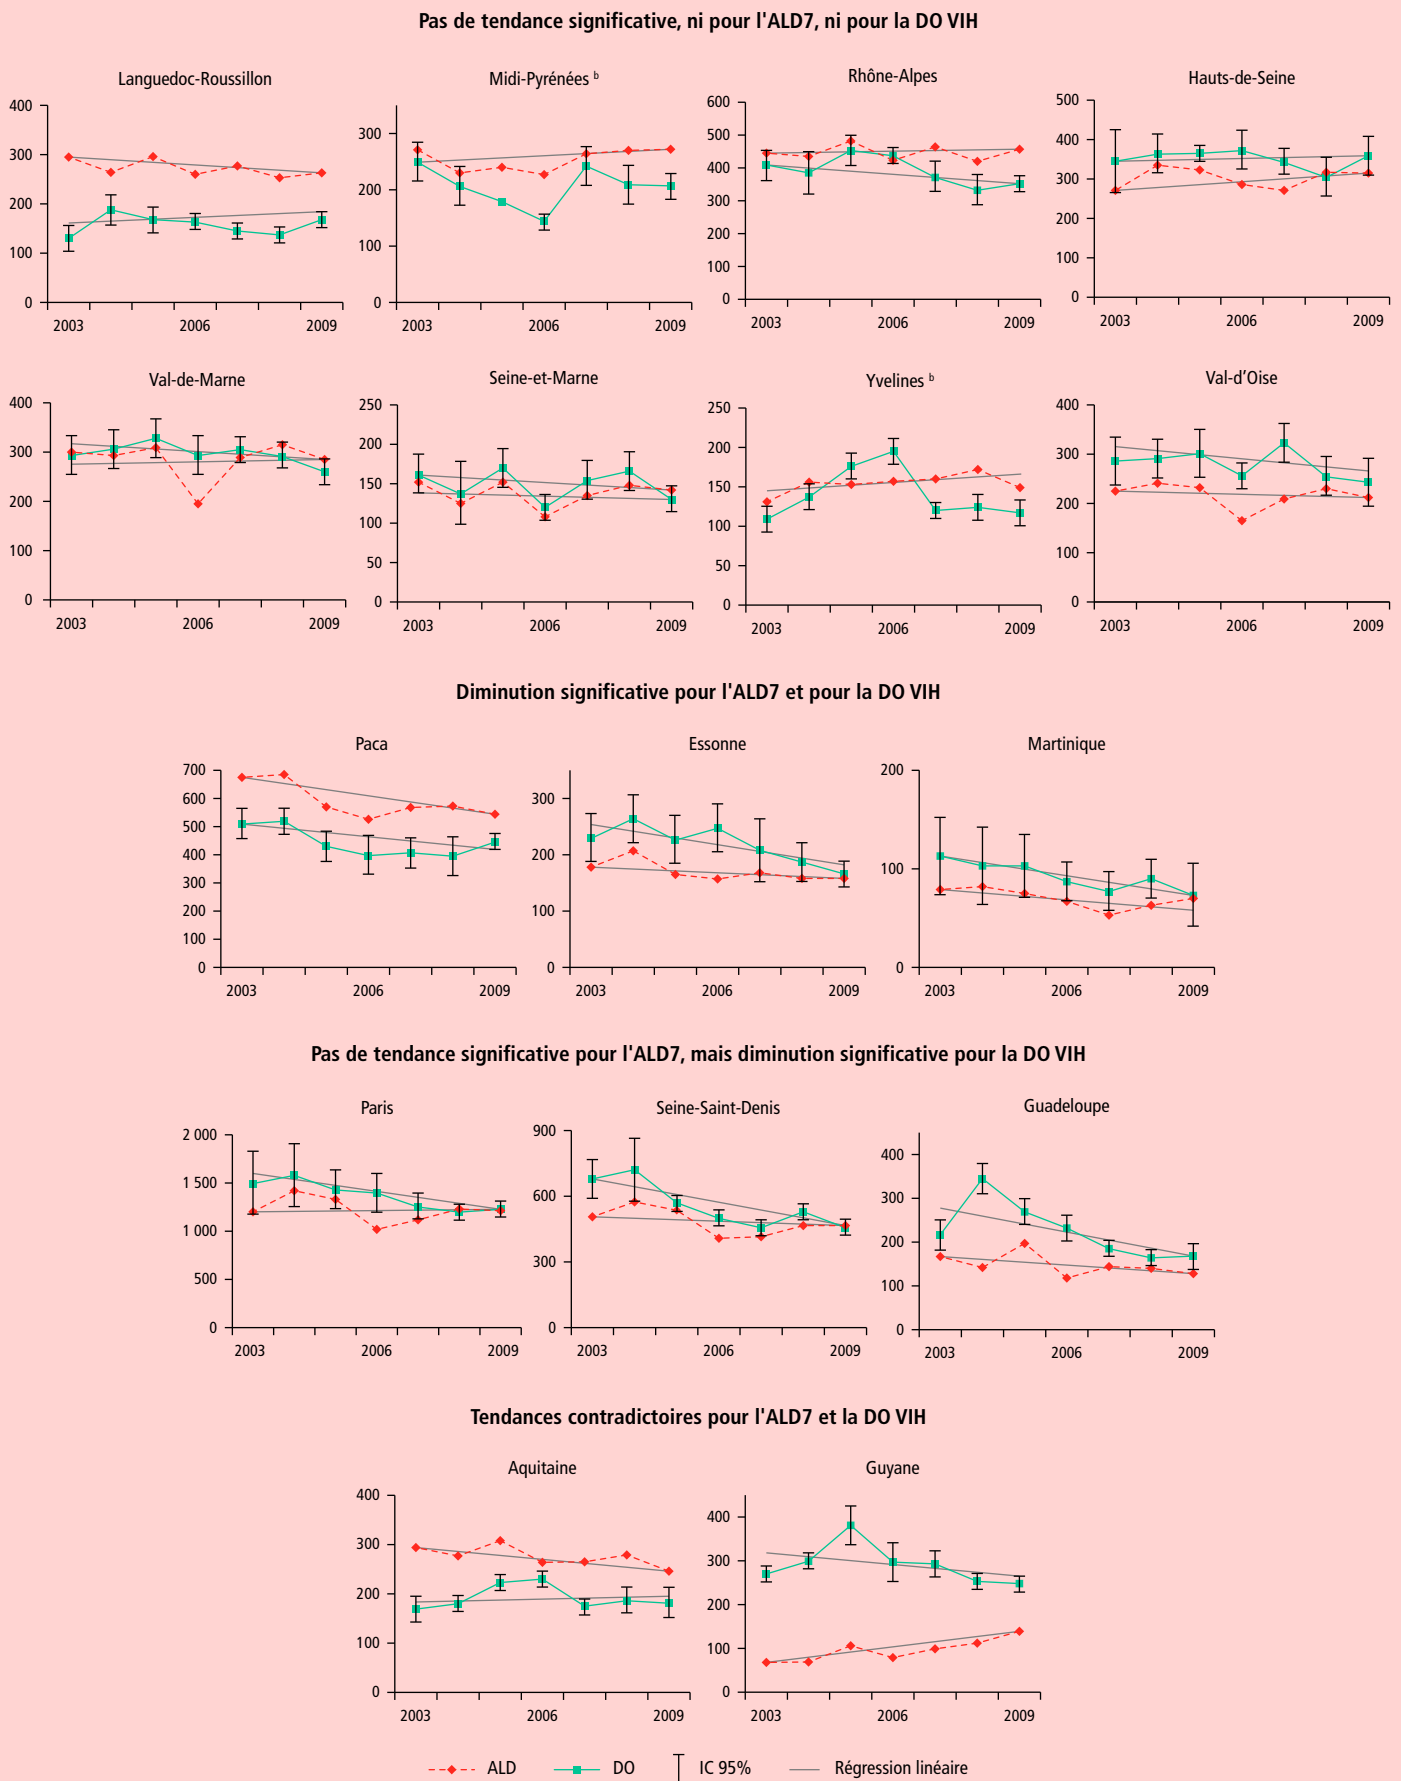 Pas de tendance significative, ni pour l'ALD7, ni pour la DO VIH
Languedoc-Roussillon
400
300
200
100
0
2003 2006 2009
Midi-Pyrénées b
300
200
100
0
2003 2006 2009
Rhône-Alpes
600
500
400
300
200
100
0
2003 2006 2009
Hauts-de-Seine
500
400
300
200
100
0
2003 2006 2009
Val-de-Marne
400
300
200
100
0
2003 2006 2009
Seine-et-Marne
250
200
150
100
50
0
2003 2006 2009
Yvelines b
250
200
150
100
50
0
2003 2006 2009
Val-d'Oise
400
300
200
100
0
2003 2006 2009
Diminution significative pour l'ALD7 et pour la DO VIH
Paca
700
600
500
400
300
200
100
0
2003 2006 2009
Essonne
300
200
100
0
2003 2006 2009
Martinique
200
100
0
2003 2006 2009
Pas de tendance significative pour l'ALD7, mais diminution significative pour la DO VIH
Paris
2 000
1 500
1 000
500
0
2003 2006 2009
Seine-Saint-Denis
900
600
300
0
2003 2006 2009
Guadeloupe
400
300
200
100
0
2003 2006 2009
Tendances contradictoires pour l'ALD7 et la DO VIH
Aquitaine
400
300
200
100
0
2003 2006 2009
Guyane
400
300
200
100
0
2003 2006 2009
ALD DO IC 95% Régression linéaire